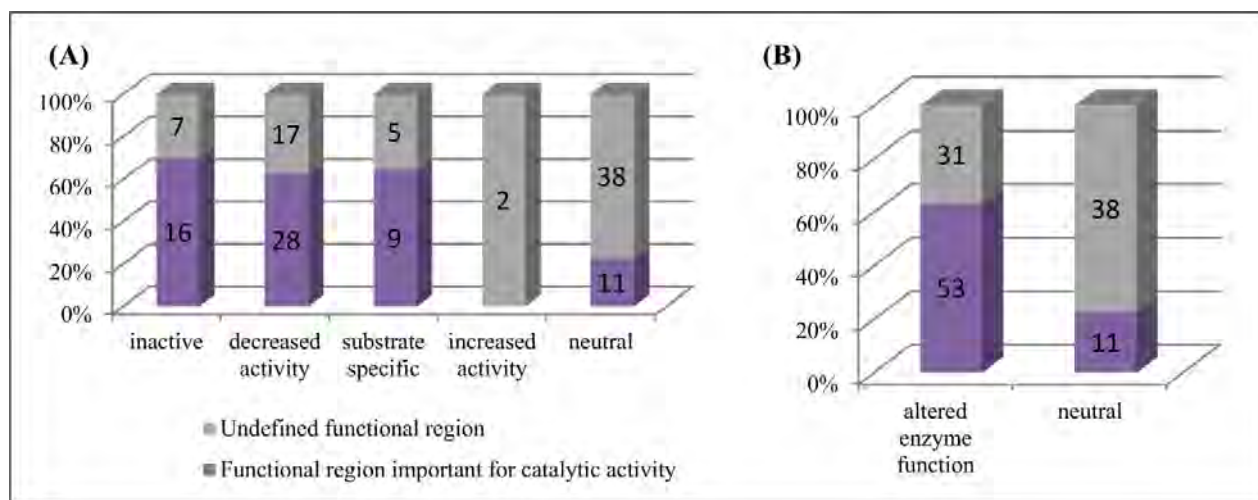 (A)
100%
80%
60%
40%
20%
0%
7
17
5
2
38
16
28
9
11
inactive
decreased
activity
substrate
specific
increased
activity
neutral
Undefined functional region
Functional region important for catalytic activity
(B)
100%
80%
60%
40%
20%
0%
31
38
53
11
altered
enzyme
function
neutral